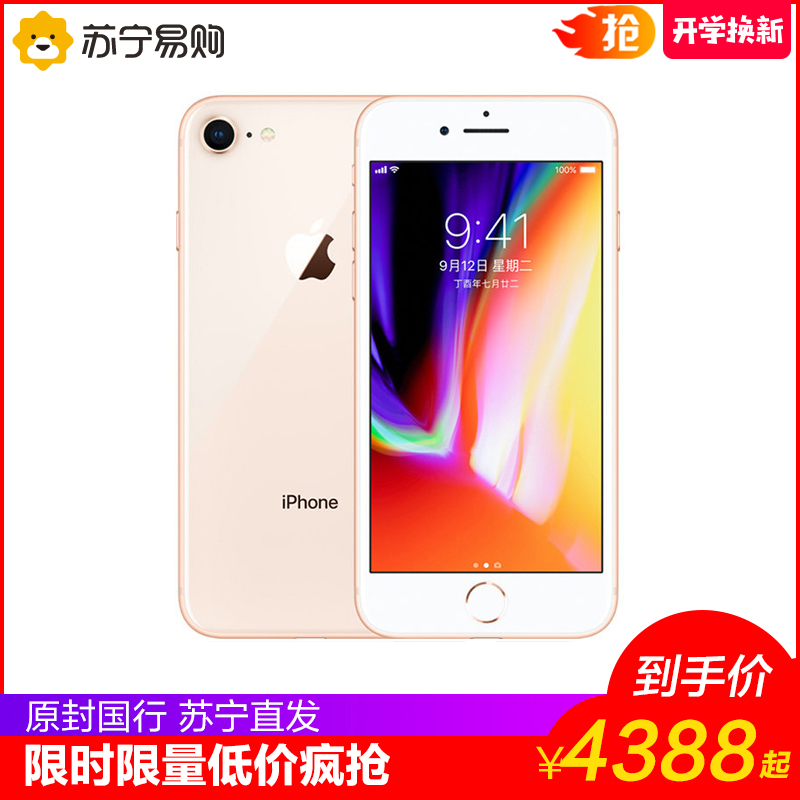 苏宁易购
抢
开学换新
100%
9:41
9月12日 星期二
丁酉年七月廿二
iPhone
到手价
原封国行 苏宁直发
¥4388起
限时限量低价疯抢